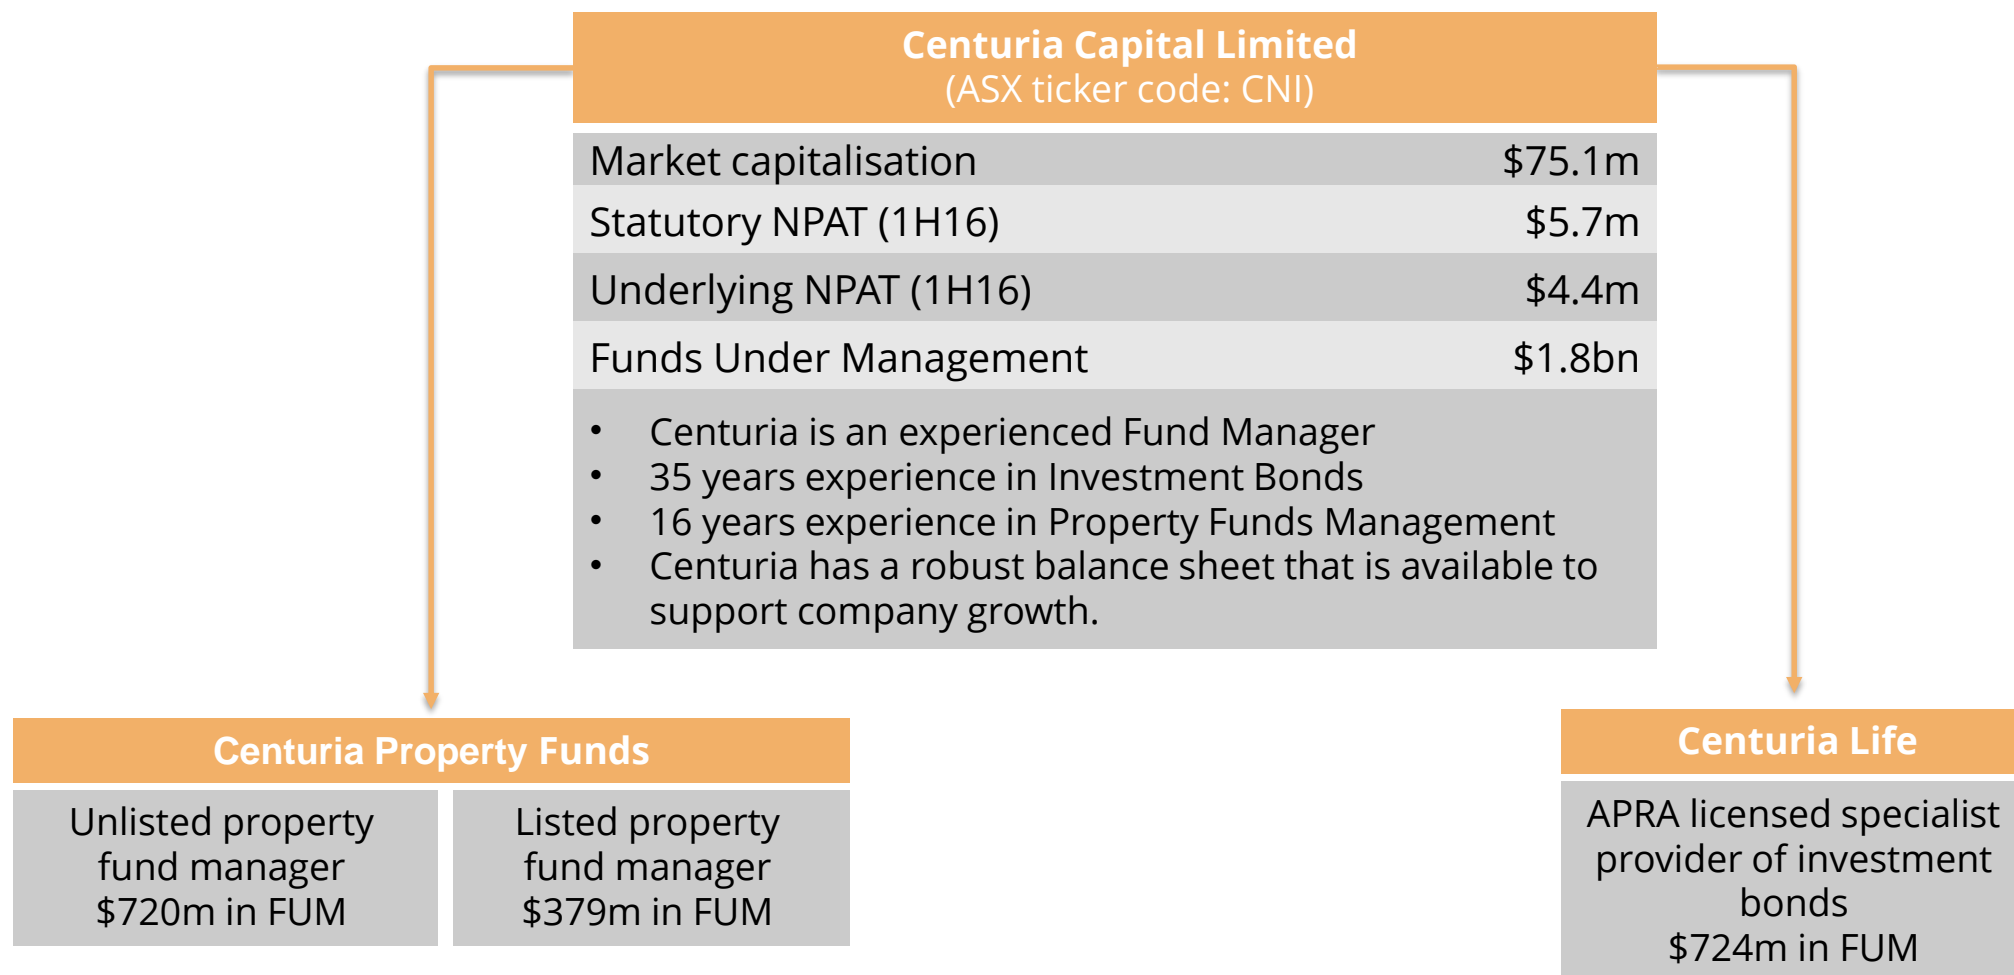 Centuria Capital Limited
(ASX ticker code: CNI)
Market capitalisation $75.1m
Statutory NPAT (1H16) $5.7m
Underlying NPAT (1H16) $4.4m
Funds Under Management $1.8bn
• Centuria is an experienced Fund Manager
• 35 years experience in Investment Bonds
• 16 years experience in Property Funds Management
• Centuria has a robust balance sheet that is available to
support company growth.
Centuria Property Funds
Unlisted property
fund manager
$720m in FUM
Listed property
fund manager
$379m in FUM
Centuria Life
APRA licensed specialist
provider of investment
bonds
$724m in FUM